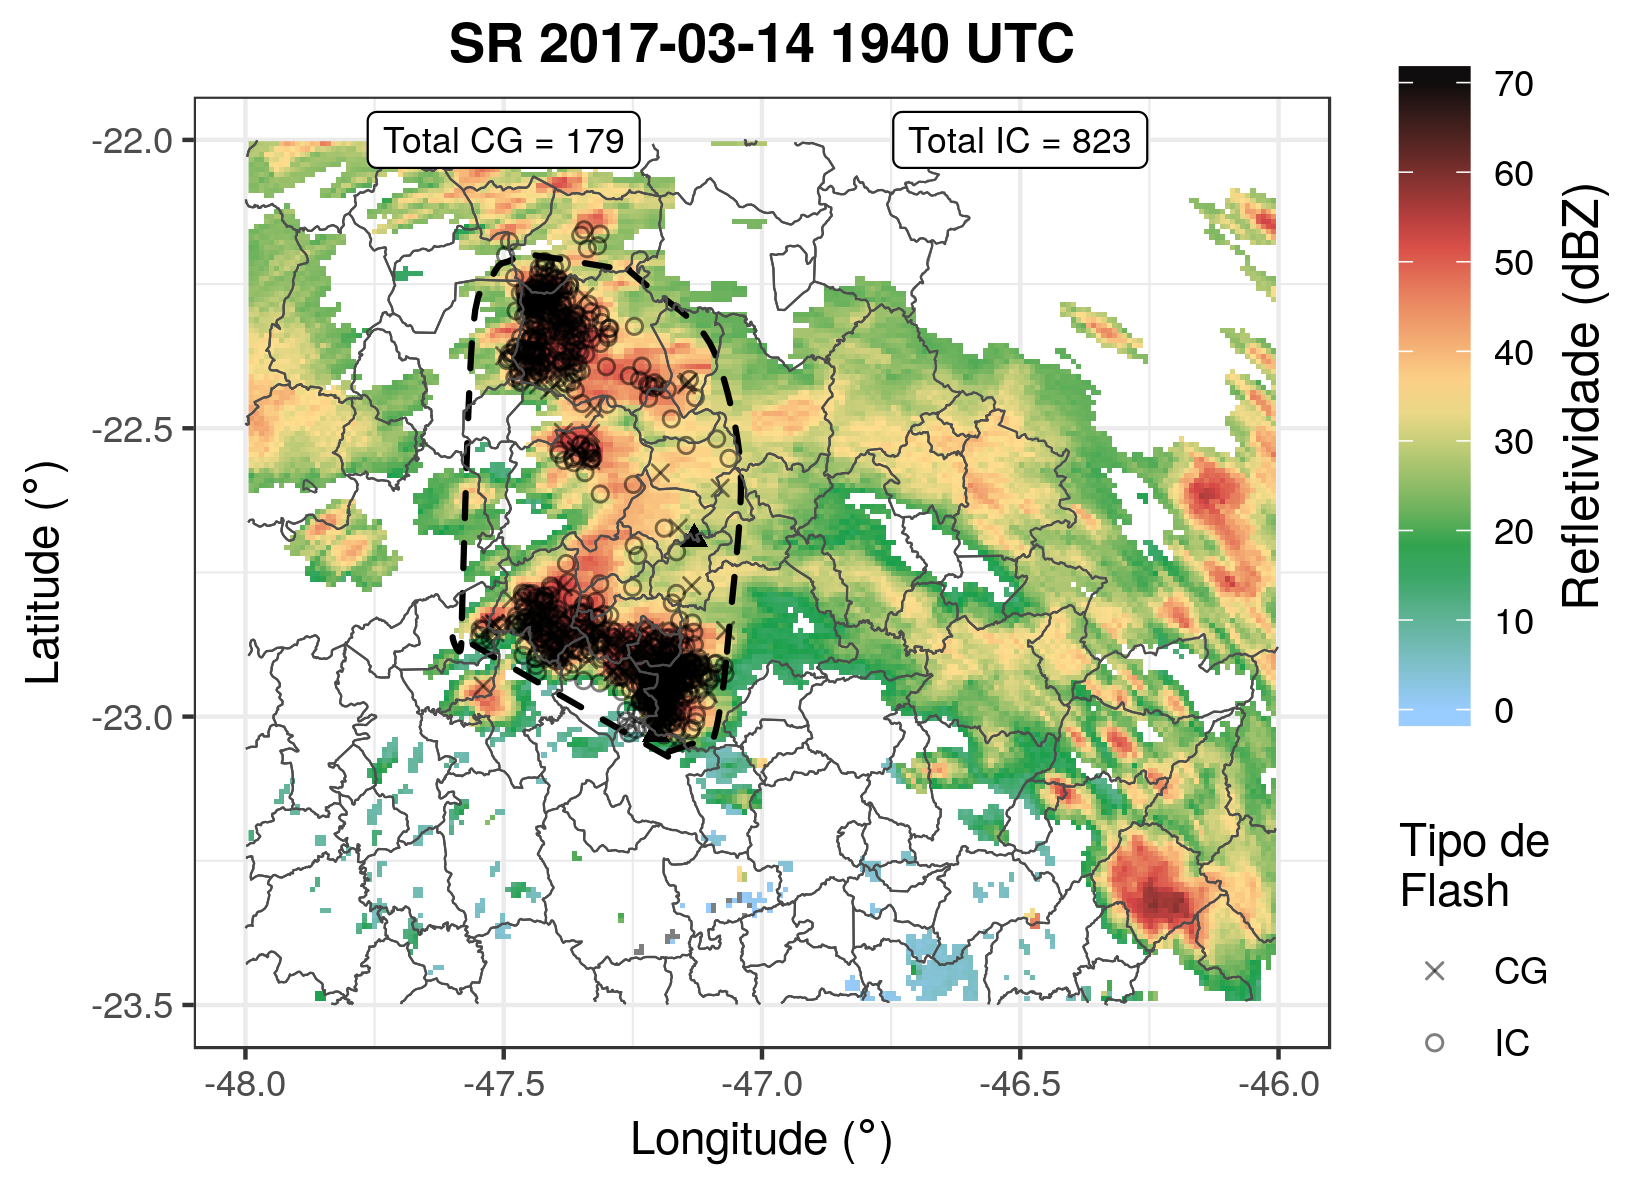 SR 2017-03-14 1940 UTC
Total CG = 179
Total IC = 823
-22.0
-22.5
-23.0
-23.5
Latitude (°)
-48.0
-47.5
-47.0
-46.5
-46.0
Longitude (°)
70
60
50
40
30
20
10
0
Refletividade (dBZ)
Tipo de
Flash
CG
IC